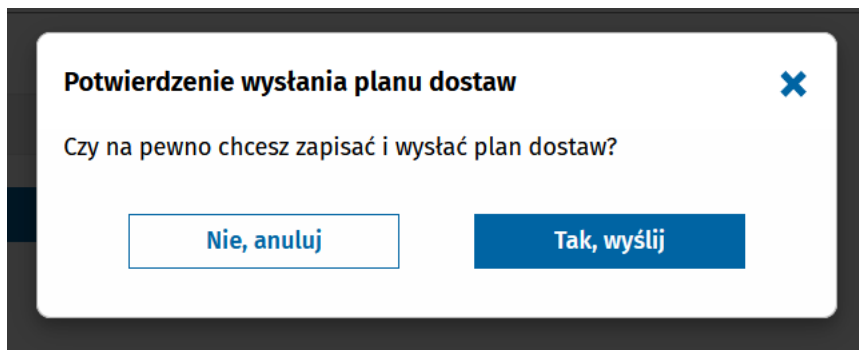 Potwierdzenie wysłania planu dostaw
Czy na pewno chcesz zapisać i wysłać plan dostaw?
Nie, anuluj
Tak, wyślij